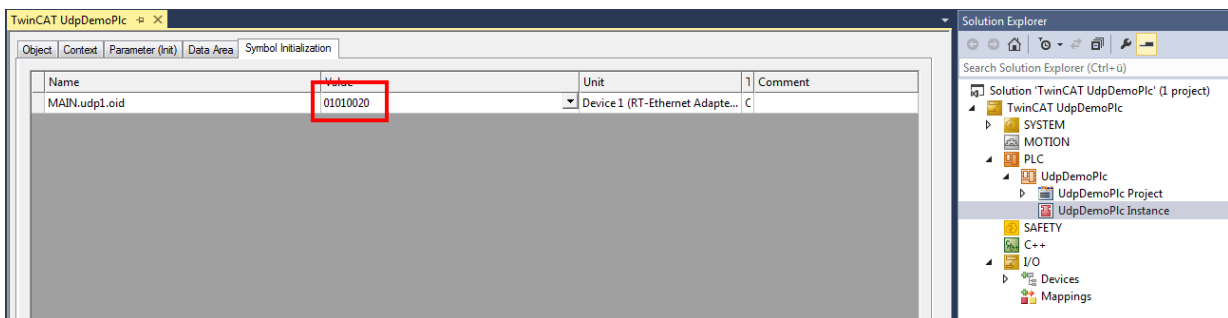 TwinCAT UdpDemoPlc
Object Context Parameter (Init) Data Area Symbol Initialization
Name Value Unit T Comment
MAIN.udp1.oid 01010020 Device 1 (RT-Ethernet Adapte... C
Solution Explorer
Search Solution Explorer (Ctrl+ü)
Solution 'TwinCAT UdpDemoPlc' (1 project)
TwinCAT UdpDemoPlc
SYSTEM
MOTION
PLC
UdpDemoPlc
UdpDemoPlc Project
UdpDemoPlc Instance
SAFETY
C++
I/O
Devices
Mappings